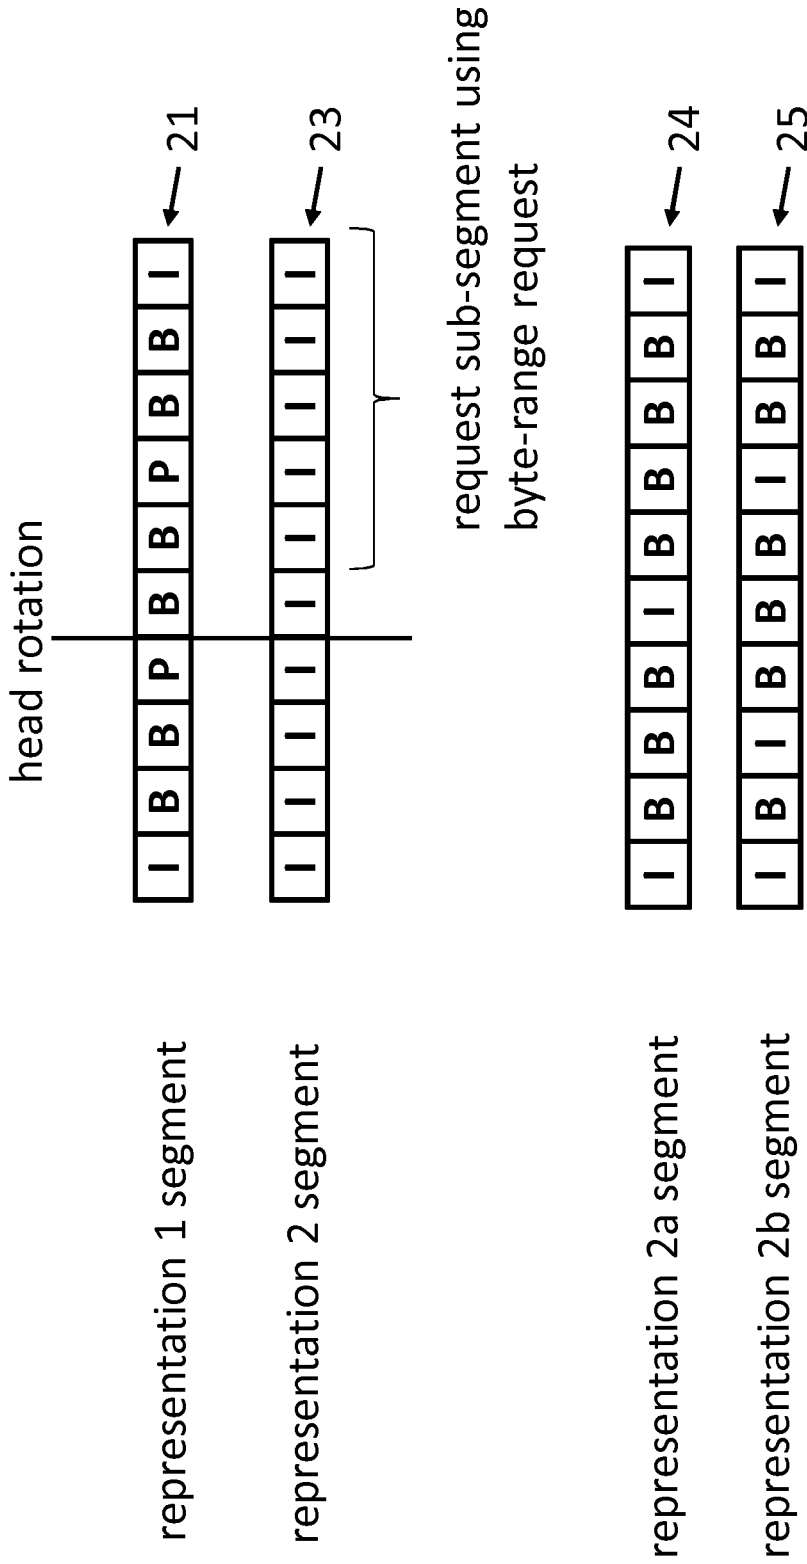 head rotation
representation 1 segment I B B P B B P B B I 21
representation 2 segment I I I I I I I I I I 23
request sub-segment using
byte-range request
representation 2a segment I B B B I B B B B I 24
representation 2b segment I B I B B B I B B I 25